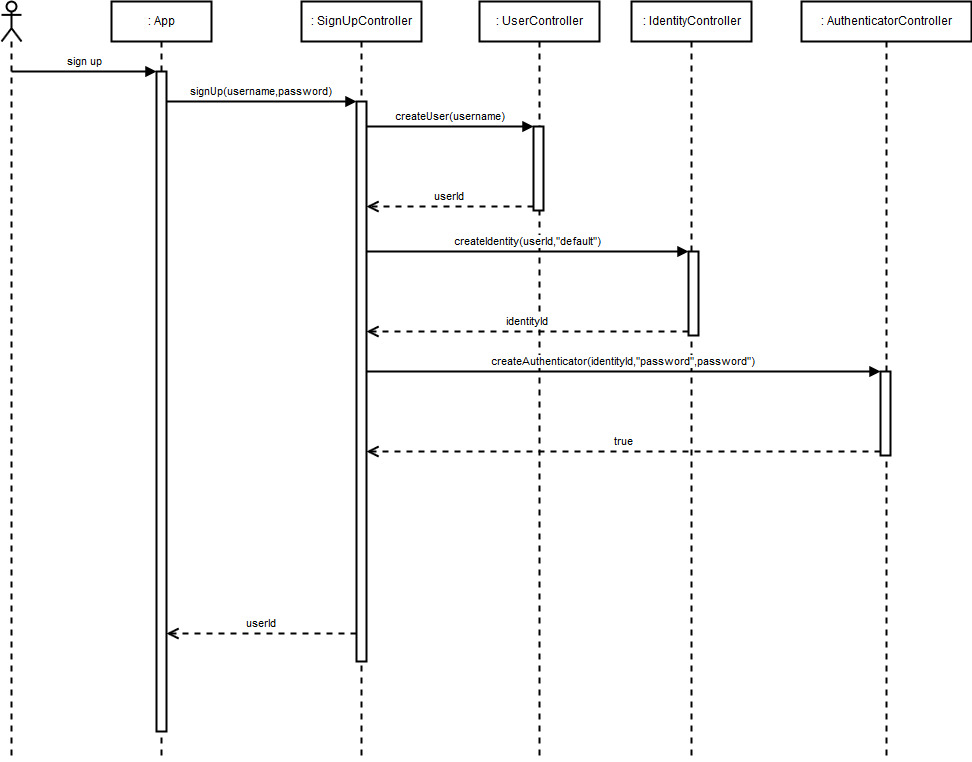 : App
: SignUpController
: UserController
: IdentityController
: AuthenticatorController
sign up
signUp(username,password)
createUser(username)
userId
createIdentity(userId,"default")
identityId
createAuthenticator(identityId,"password",password")
true
userId